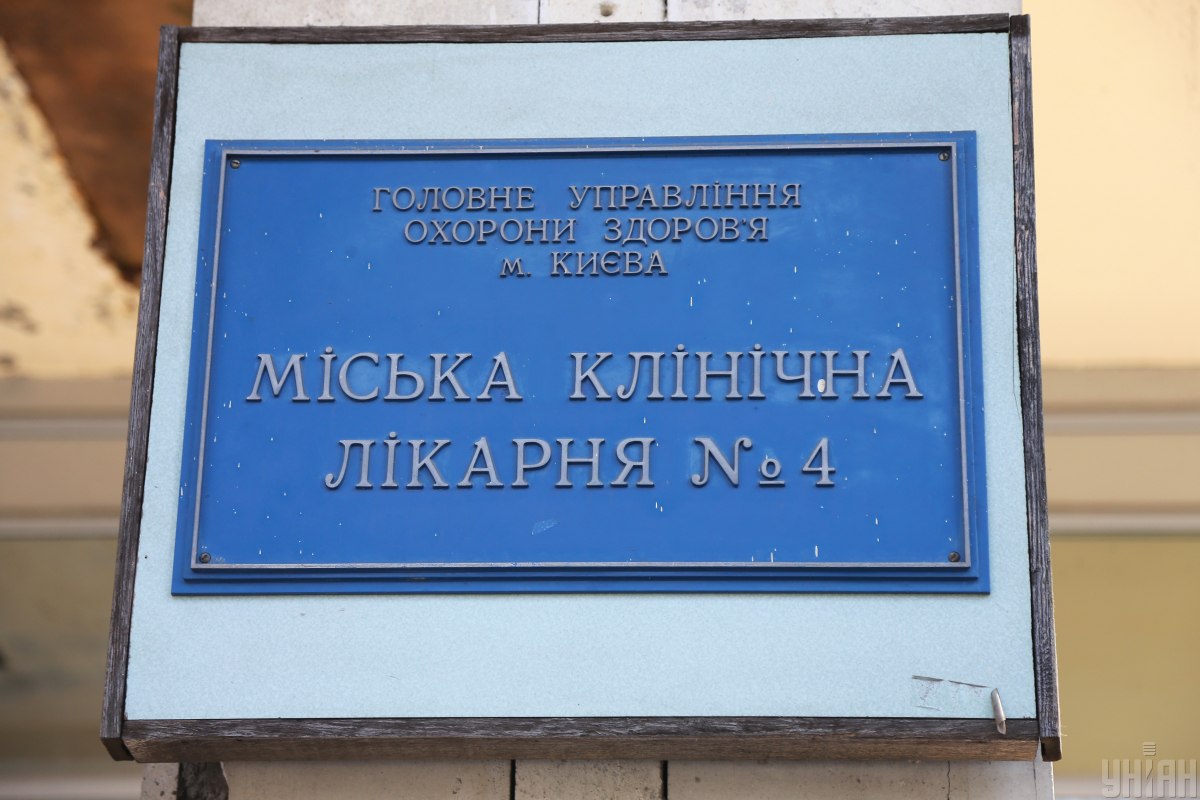 ГОЛОВНЕ УПРАВЛІННЯ
ОХОРОНИ ЗДОРОВ'Я
м. КИЄВА
МІСЬКА КЛІНІЧНА
ЛІКАРНЯ № 4
УНІАН